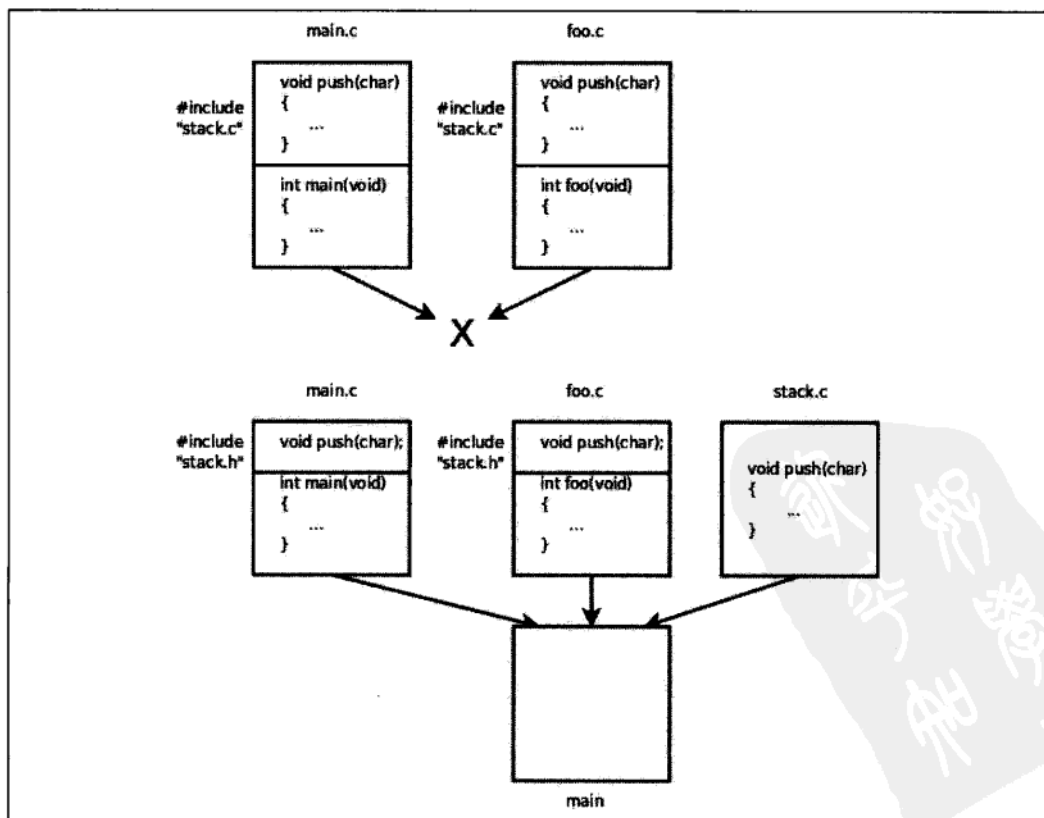 main.c
foo.c
#include
"stack.c"
void push(char)
{
...
}
int main(void)
{
...
}
#include
"stack.c"
void push(char)
{
...
}
int foo(void)
{
...
}
X
main.c
foo.c
stack.c
#include
"stack.h"
void push(char);
int main(void)
{
...
}
#include
"stack.h"
void push(char);
int foo(void)
{
...
}
void push(char)
{
...
}
main